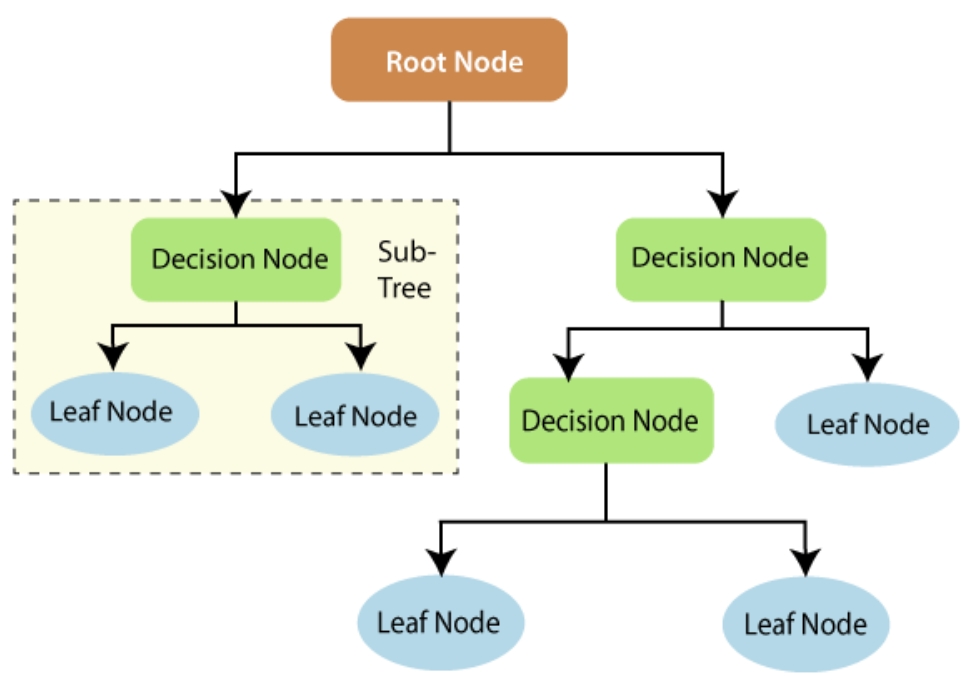 Root Node
Decision Node
Sub-
Tree
Decision Node
Leaf Node
Leaf Node
Decision Node
Leaf Node
Leaf Node
Leaf Node